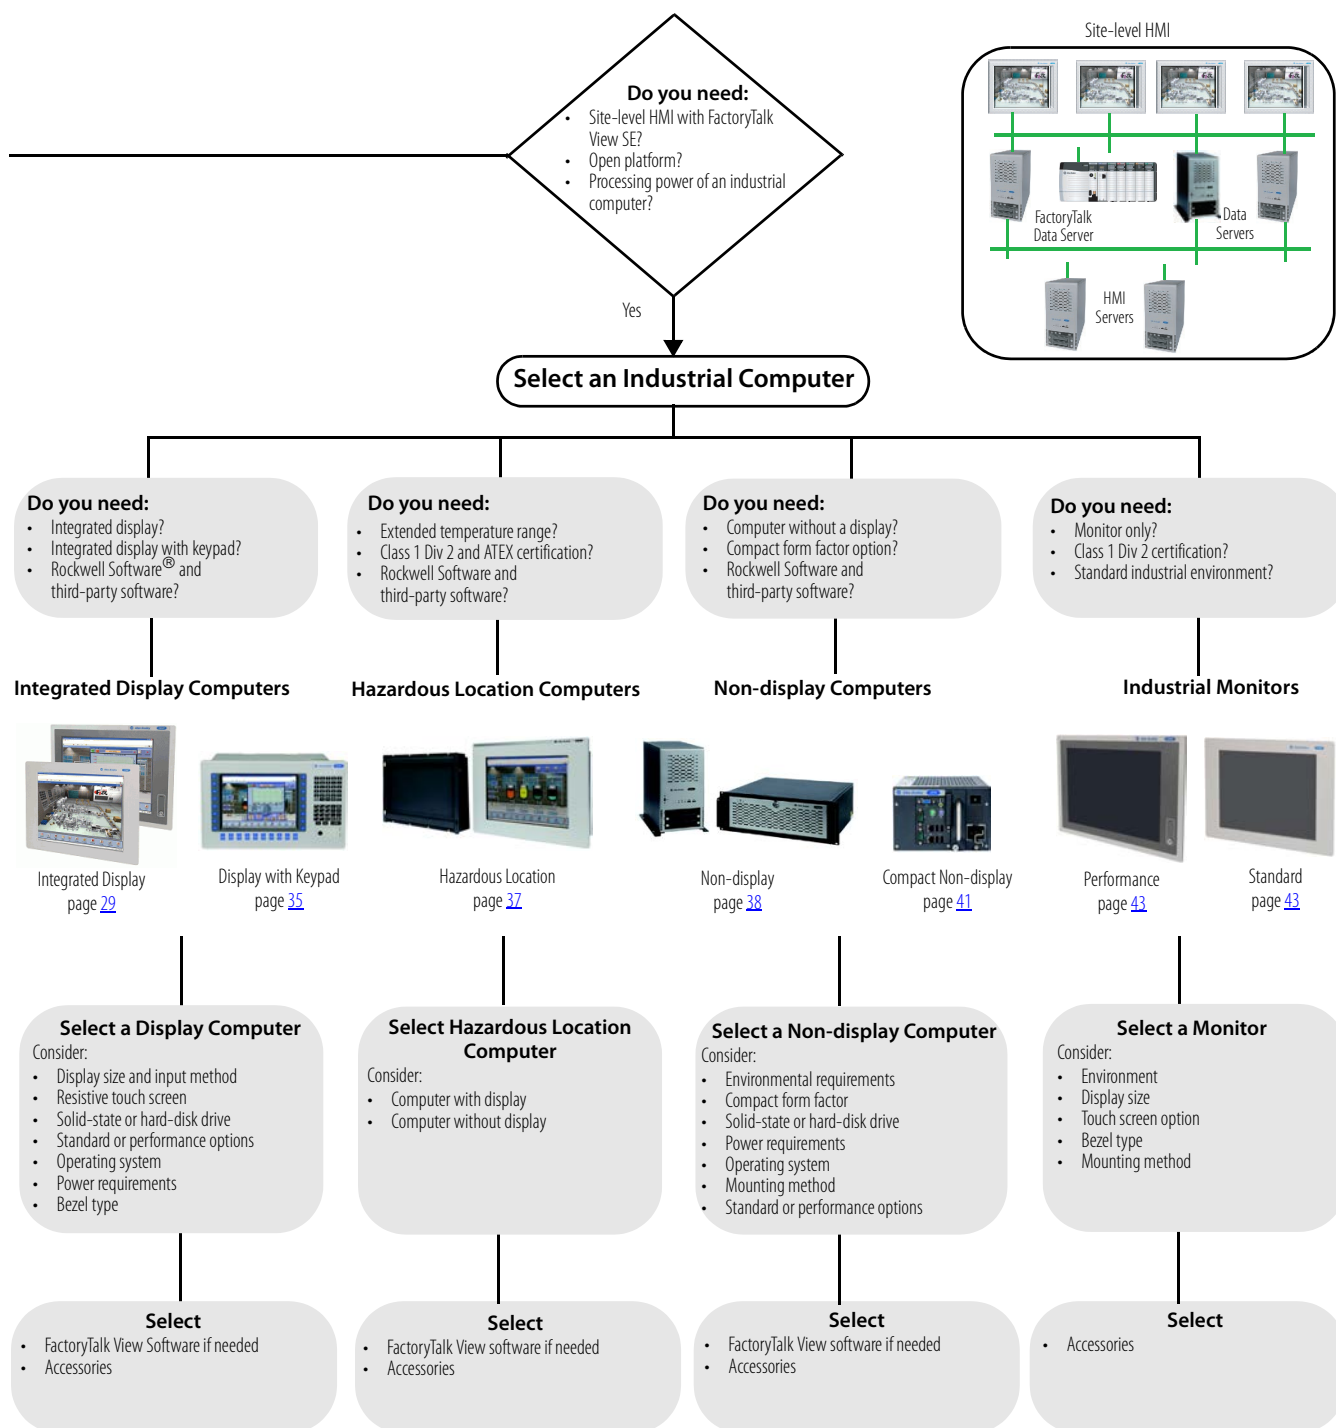 Site-level HMI
Do you need:
• Site-level HMI with FactoryTalk
View SE?
• Open platform?
• Processing power of an industrial
computer?
FactoryTalk
Data Server
Data
Servers
HMI
Servers
Yes
Select an Industrial Computer
Do you need:
• Integrated display?
• Integrated display with keypad?
• Rockwell Software® and
third-party software?
Do you need:
• Extended temperature range?
• Class 1 Div 2 and ATEX certification?
• Rockwell Software and
third-party software?
Do you need:
• Computer without a display?
• Compact form factor option?
• Rockwell Software and
third-party software?
Do you need:
• Monitor only?
• Class 1 Div 2 certification?
• Standard industrial environment?
Integrated Display Computers
Hazardous Location Computers
Non-display Computers
Industrial Monitors
Integrated Display
page 29
Display with Keypad
page 35
Hazardous Location
page 37
Non-display
page 38
Compact Non-display
page 41
Performance
page 43
Standard
page 43
Select a Display Computer
Consider:
• Display size and input method
• Resistive touch screen
• Solid-state or hard-disk drive
• Standard or performance options
• Operating system
• Power requirements
• Bezel type
Select Hazardous Location
Computer
Consider:
• Computer with display
• Computer without display
Select a Non-display Computer
Consider:
• Environmental requirements
• Compact form factor
• Solid-state or hard-disk drive
• Power requirements
• Operating system
• Mounting method
• Standard or performance options
Select a Monitor
Consider:
• Environment
• Display size
• Touch screen option
• Bezel type
• Mounting method
Select
• FactoryTalk View Software if needed
• Accessories
Select
• FactoryTalk View software if needed
• Accessories
Select
• FactoryTalk View software if needed
• Accessories
Select
• Accessories